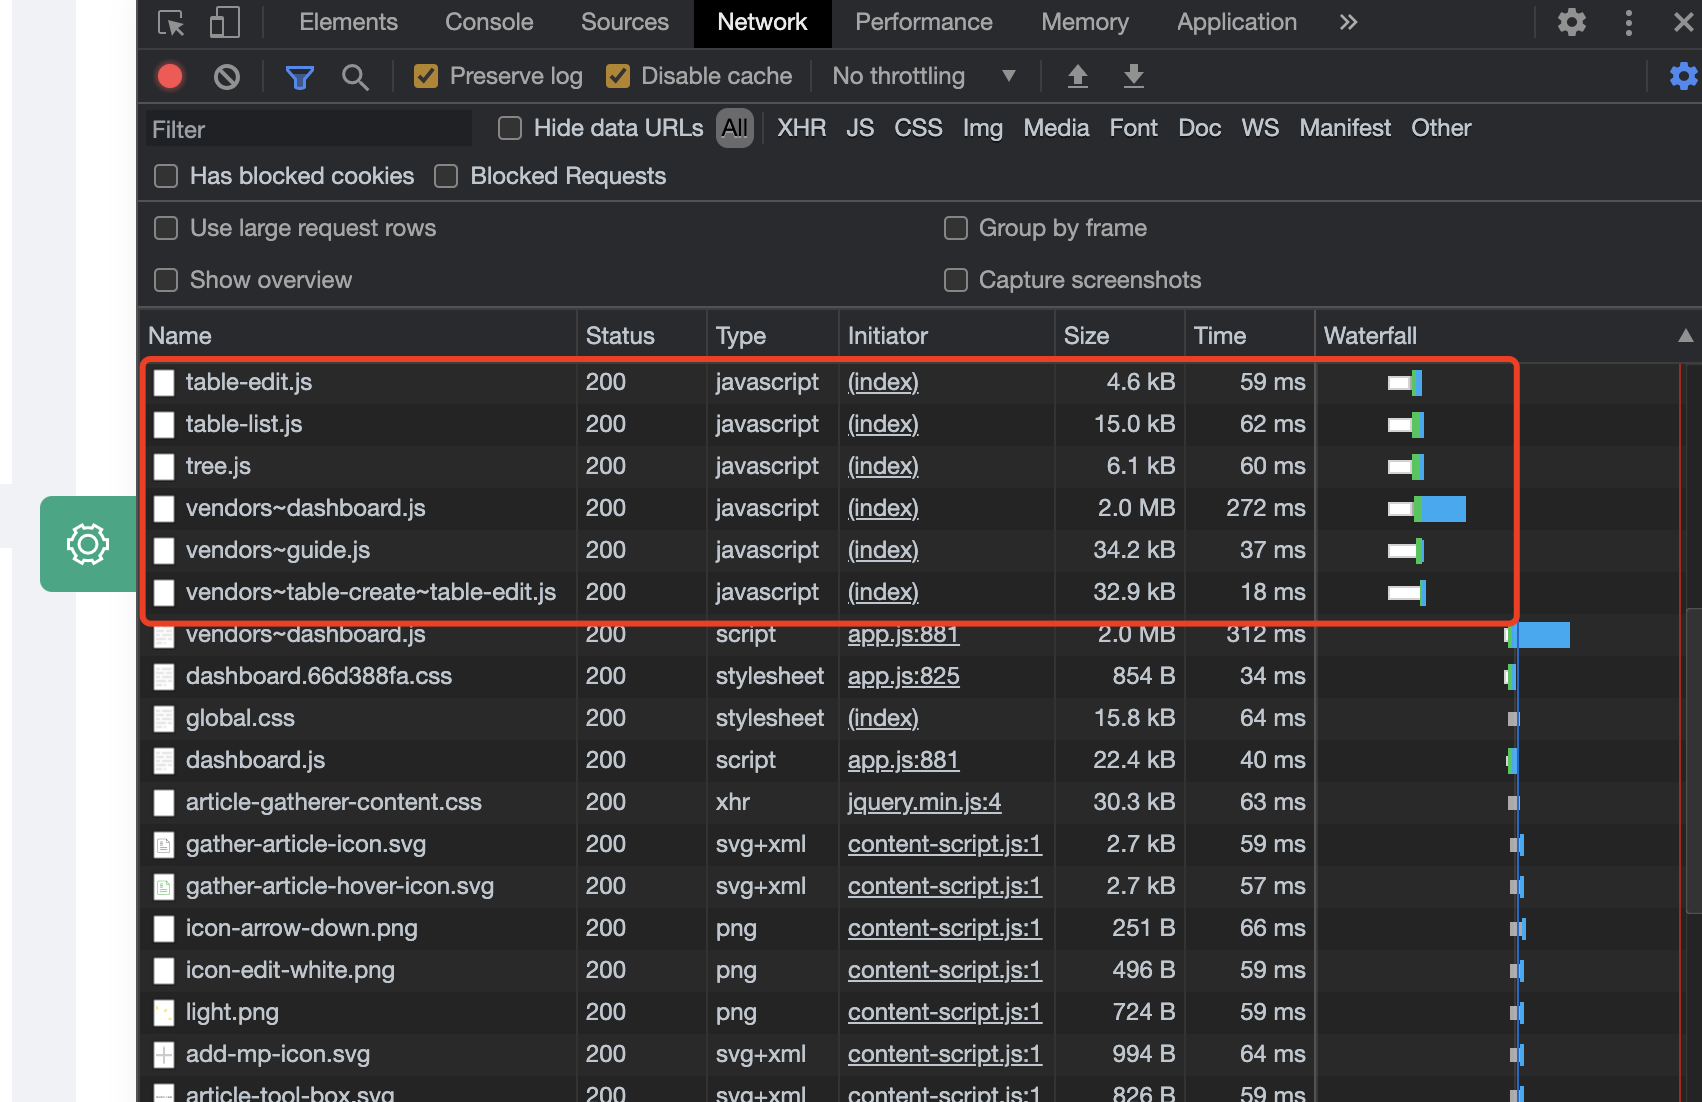 Elements Console Sources Network Performance Memory Application
Preserve log Disable cache No throttling
Filter Hide data URLs All XHR JS CSS Img Media Font Doc WS Manifest Other
Has blocked cookies Blocked Requests
Use large request rows Group by frame
Show overview Capture screenshots
Name Status Type Initiator Size Time Waterfall
table-edit.js 200 javascript (index) 4.6 kB 59 ms
table-list.js 200 javascript (index) 15.0 kB 62 ms
tree.js 200 javascript (index) 6.1 kB 60 ms
vendors~dashboard.js 200 javascript (index) 2.0 MB 272 ms
vendors~guide.js 200 javascript (index) 34.2 kB 37 ms
vendors~table-create~table-edit.js 200 javascript (index) 32.9 kB 18 ms
vendors~dashboard.js 200 script app.js:881 2.0 MB 312 ms
dashboard.66d388fa.css 200 stylesheet app.js:825 854 B 34 ms
global.css 200 stylesheet (index) 15.8 kB 64 ms
dashboard.js 200 script app.js:881 22.4 kB 40 ms
article-gatherer-content.css 200 xhr jquery.min.js:4 30.3 kB 63 ms
gather-article-icon.svg 200 svg+xml content-script.js:1 2.7 kB 59 ms
gather-article-hover-icon.svg 200 svg+xml content-script.js:1 2.7 kB 57 ms
icon-arrow-down.png 200 png content-script.js:1 251 B 66 ms
icon-edit-white.png 200 png content-script.js:1 496 B 59 ms
light.png 200 png content-script.js:1 724 B 59 ms
add-mp-icon.svg 200 svg+xml content-script.js:1 994 B 64 ms
article-tool-box.svg 200 svg+xml content-script.js:1 826 B 59 ms